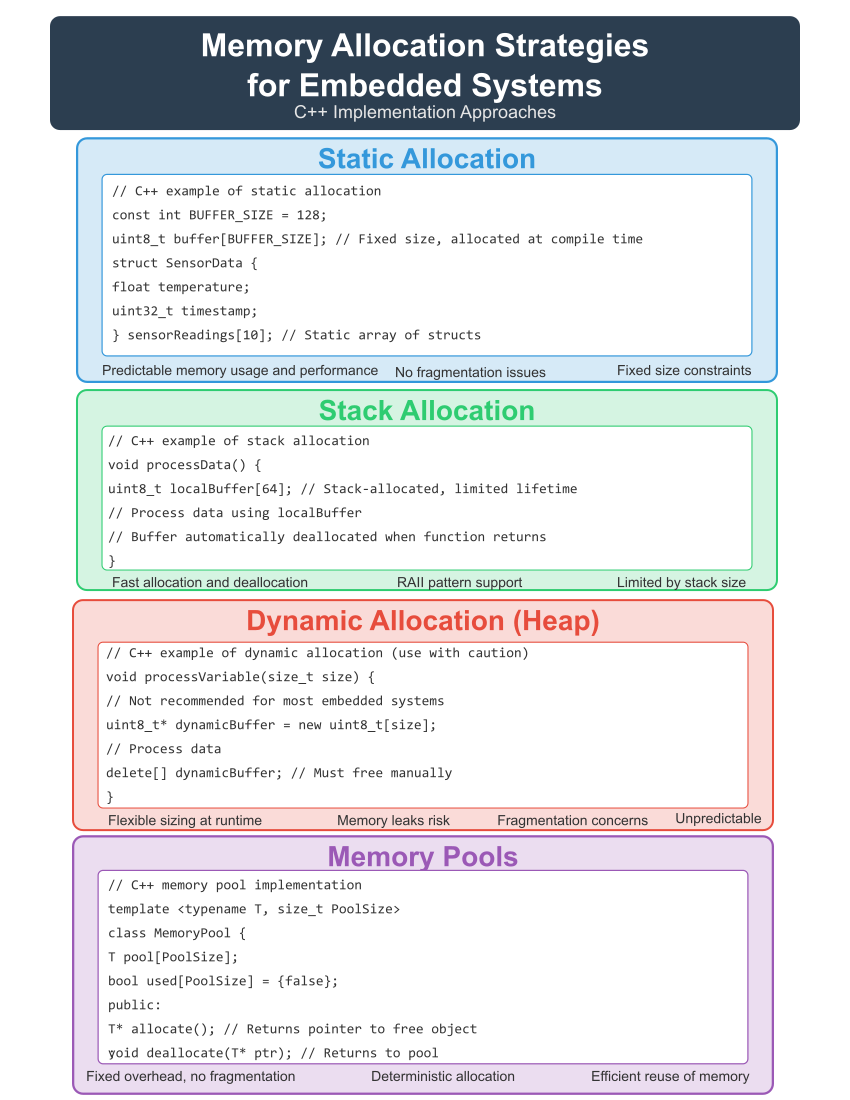 Memory Allocation Strategies
for Embedded Systems
C++ Implementation Approaches
Static Allocation
// C++ example of static allocation
const int BUFFER_SIZE = 128;
uint8_t buffer[BUFFER_SIZE]; // Fixed size, allocated at compile time
struct SensorData {
float temperature;
uint32_t timestamp;
} sensorReadings[10]; // Static array of structs
Predictable memory usage and performance No fragmentation issues Fixed size constraints
Stack Allocation
// C++ example of stack allocation
void processData() {
uint8_t localBuffer[64]; // Stack-allocated, limited lifetime
// Process data using localBuffer
// Buffer automatically deallocated when function returns
}
Fast allocation and deallocation RAII pattern support Limited by stack size
Dynamic Allocation (Heap)
// C++ example of dynamic allocation (use with caution)
void processVariable(size_t size) {
// Not recommended for most embedded systems
uint8_t* dynamicBuffer = new uint8_t[size];
// Process data
delete[] dynamicBuffer; // Must free manually
}
Flexible sizing at runtime Memory leaks risk Fragmentation concerns Unpredictable
Memory Pools
// C++ memory pool implementation
template <typename T, size_t PoolSize>
class MemoryPool {
T pool[PoolSize];
bool used[PoolSize] = {false};
public:
T* allocate(); // Returns pointer to free object
void deallocate(T* ptr); // Returns to pool
Fixed overhead, no fragmentation Deterministic allocation Efficient reuse of memory